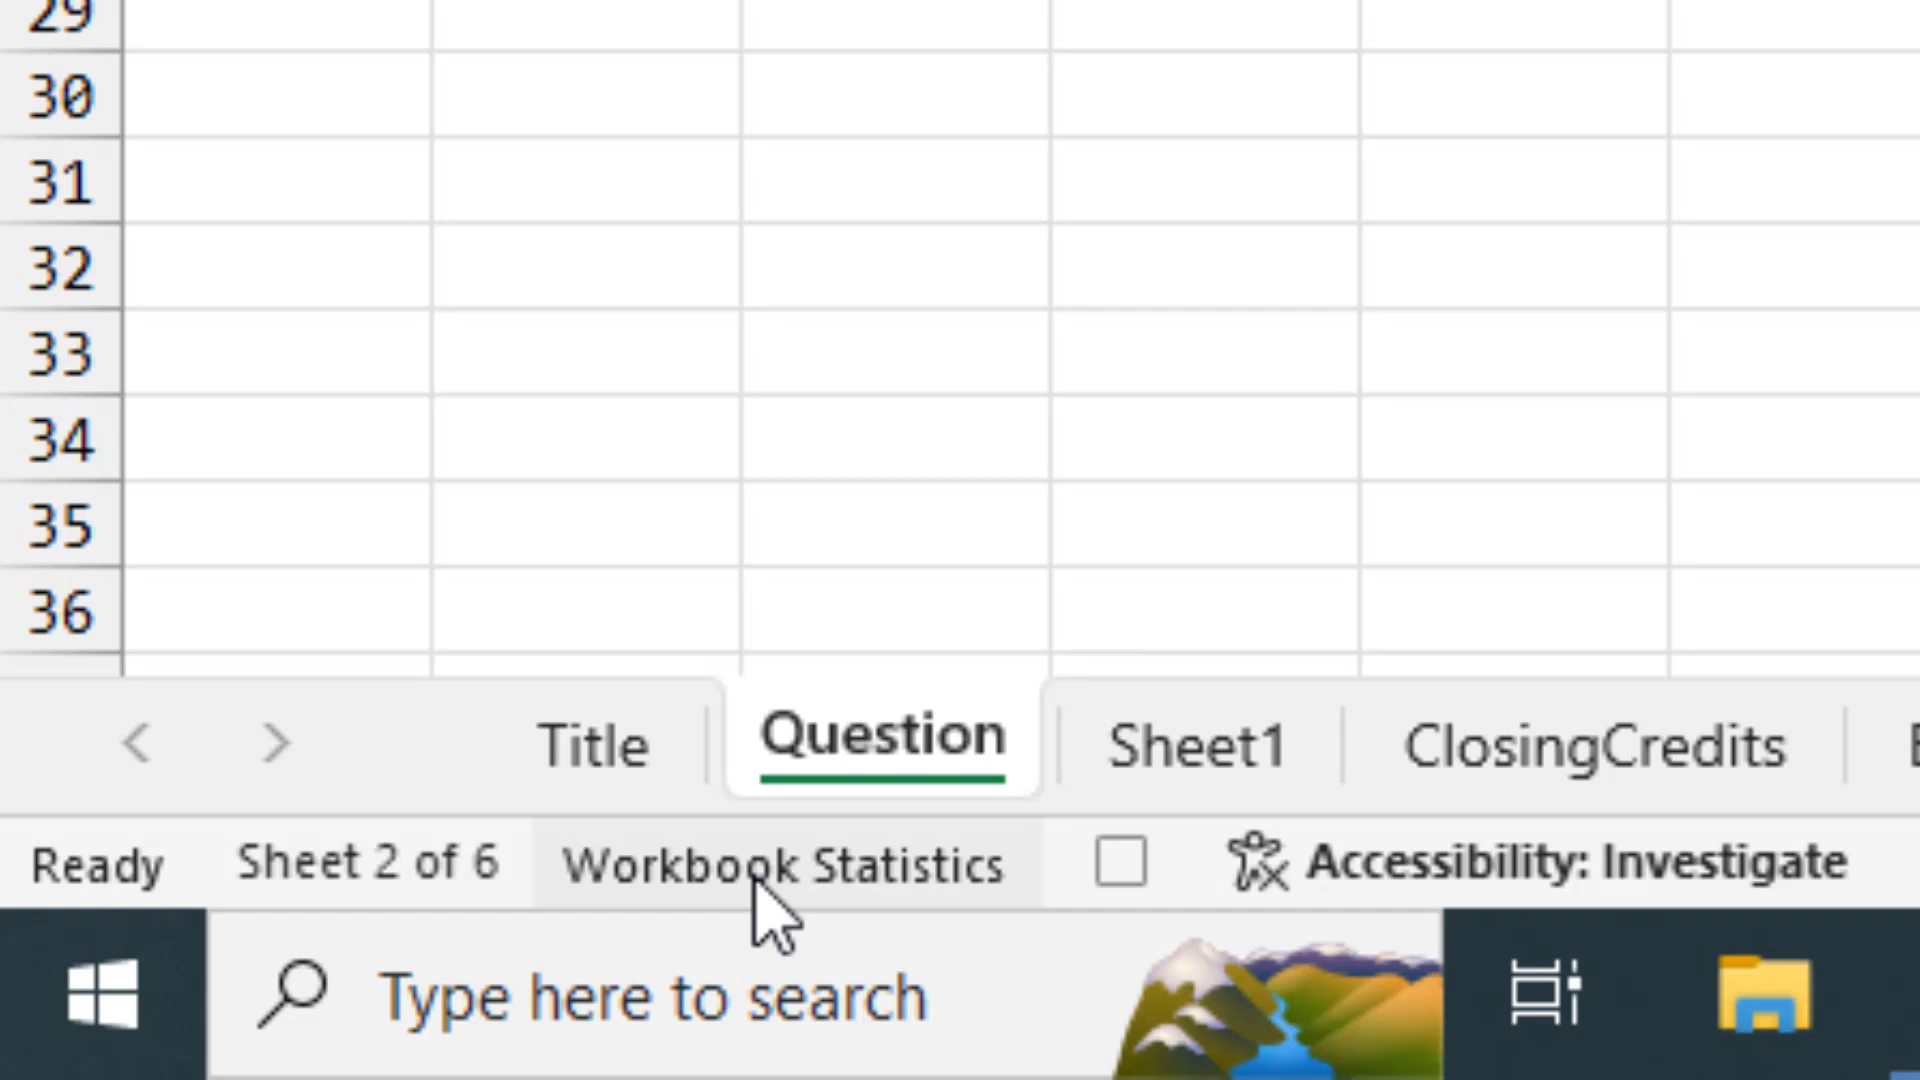 29
30
31
32
33
34
35
36
Title Question Sheet1 ClosingCredits
Ready Sheet 2 of 6 Workbook Statistics Accessibility: Investigate
Type here to search